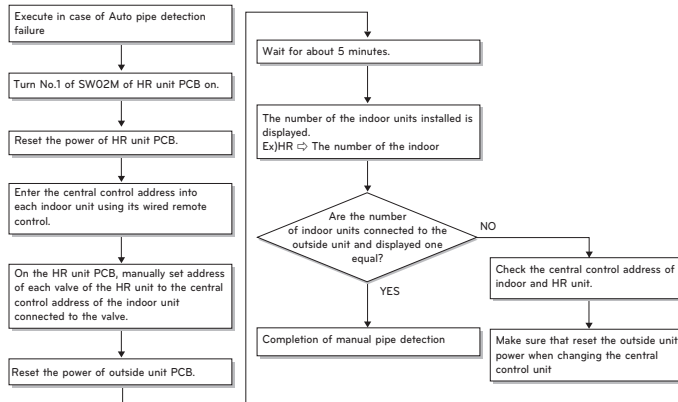 Execute in case of Auto pipe detection
failure
Turn No.1 of SW02M of HR unit PCB on.
Reset the power of HR unit PCB.
Enter the central control address into
each indoor unit using its wired remote
control.
On the HR unit PCB, manually set address
of each valve of the HR unit to the central
control address of the indoor unit
connected to the valve.
Reset the power of outside unit PCB.
Wait for about 5 minutes.
The number of the indoor units installed is
displayed.
Ex)HR ⇨ The number of the indoor
Are the number
of indoor units connected to the
outside unit and displayed one
equal?
NO
YES
Completion of manual pipe detection
Check the central control address of
indoor and HR unit.
Make sure that reset the outside unit
power when changing the central
control unit